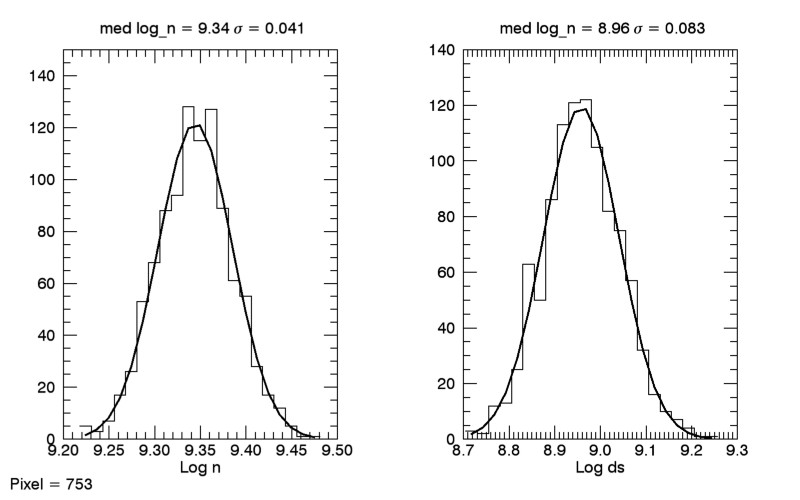 med log_n = 9.34 σ = 0.041
med log_n = 8.96 σ = 0.083
140
120
100
80
60
40
20
0
9.20 9.25 9.30 9.35 9.40 9.45 9.50
Log n
140
120
100
80
60
40
20
0
8.7 8.8 8.9 9.0 9.1 9.2 9.3
Log ds
Pixel = 753